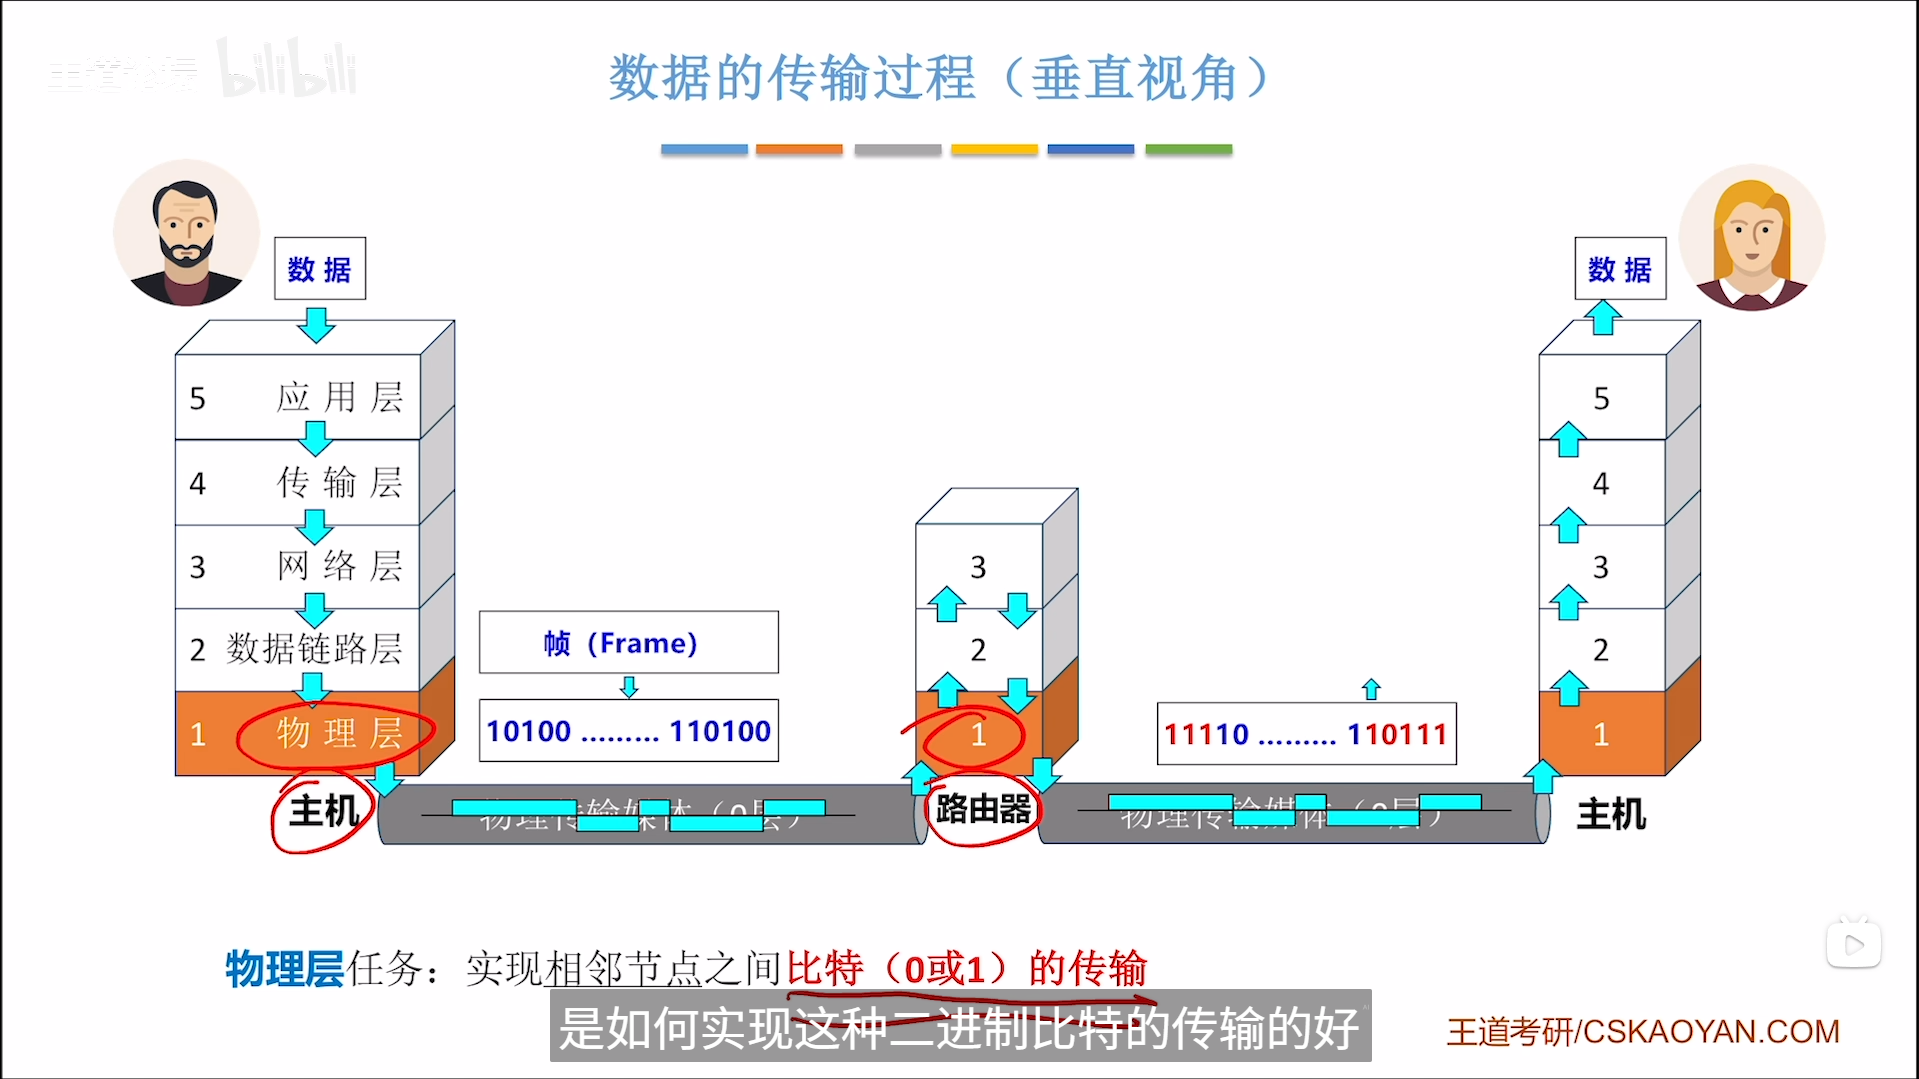 王道论坛 bilibili
数据的传输过程（垂直视角）
数 据
数 据
5 应 用 层
4 传 输 层
3 网 络 层
2 数据链路层
1 物 理 层
主机
帧（Frame）
10100 ......... 110100
物理传输媒体（0层）
3
2
1
路由器
11110 ......... 110111
物理传输媒体（0层）
5
4
3
2
1
主机
物理层任务：实现相邻节点之间比特（0或1）的传输
是如何实现这种二进制比特的传输的好
王道考研/CSKAOYAN.COM